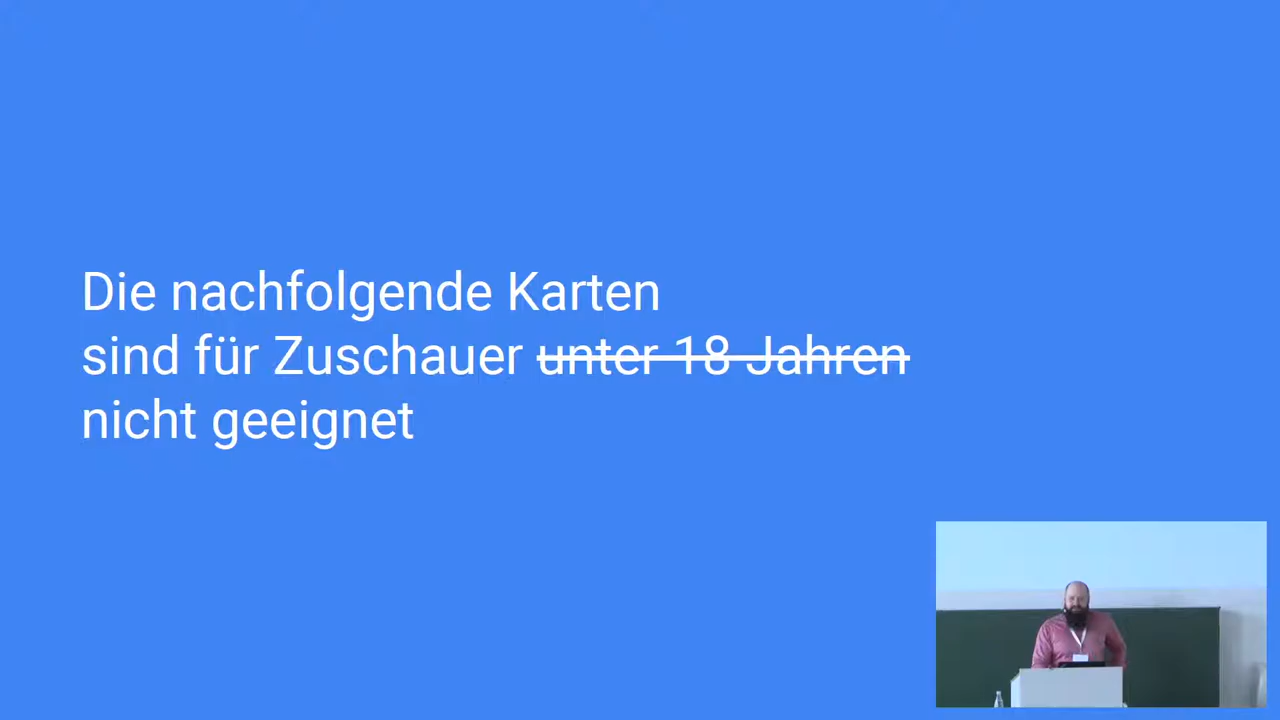 Die nachfolgende Karten
sind für Zuschauer unter 18 Jahren
nicht geeignet